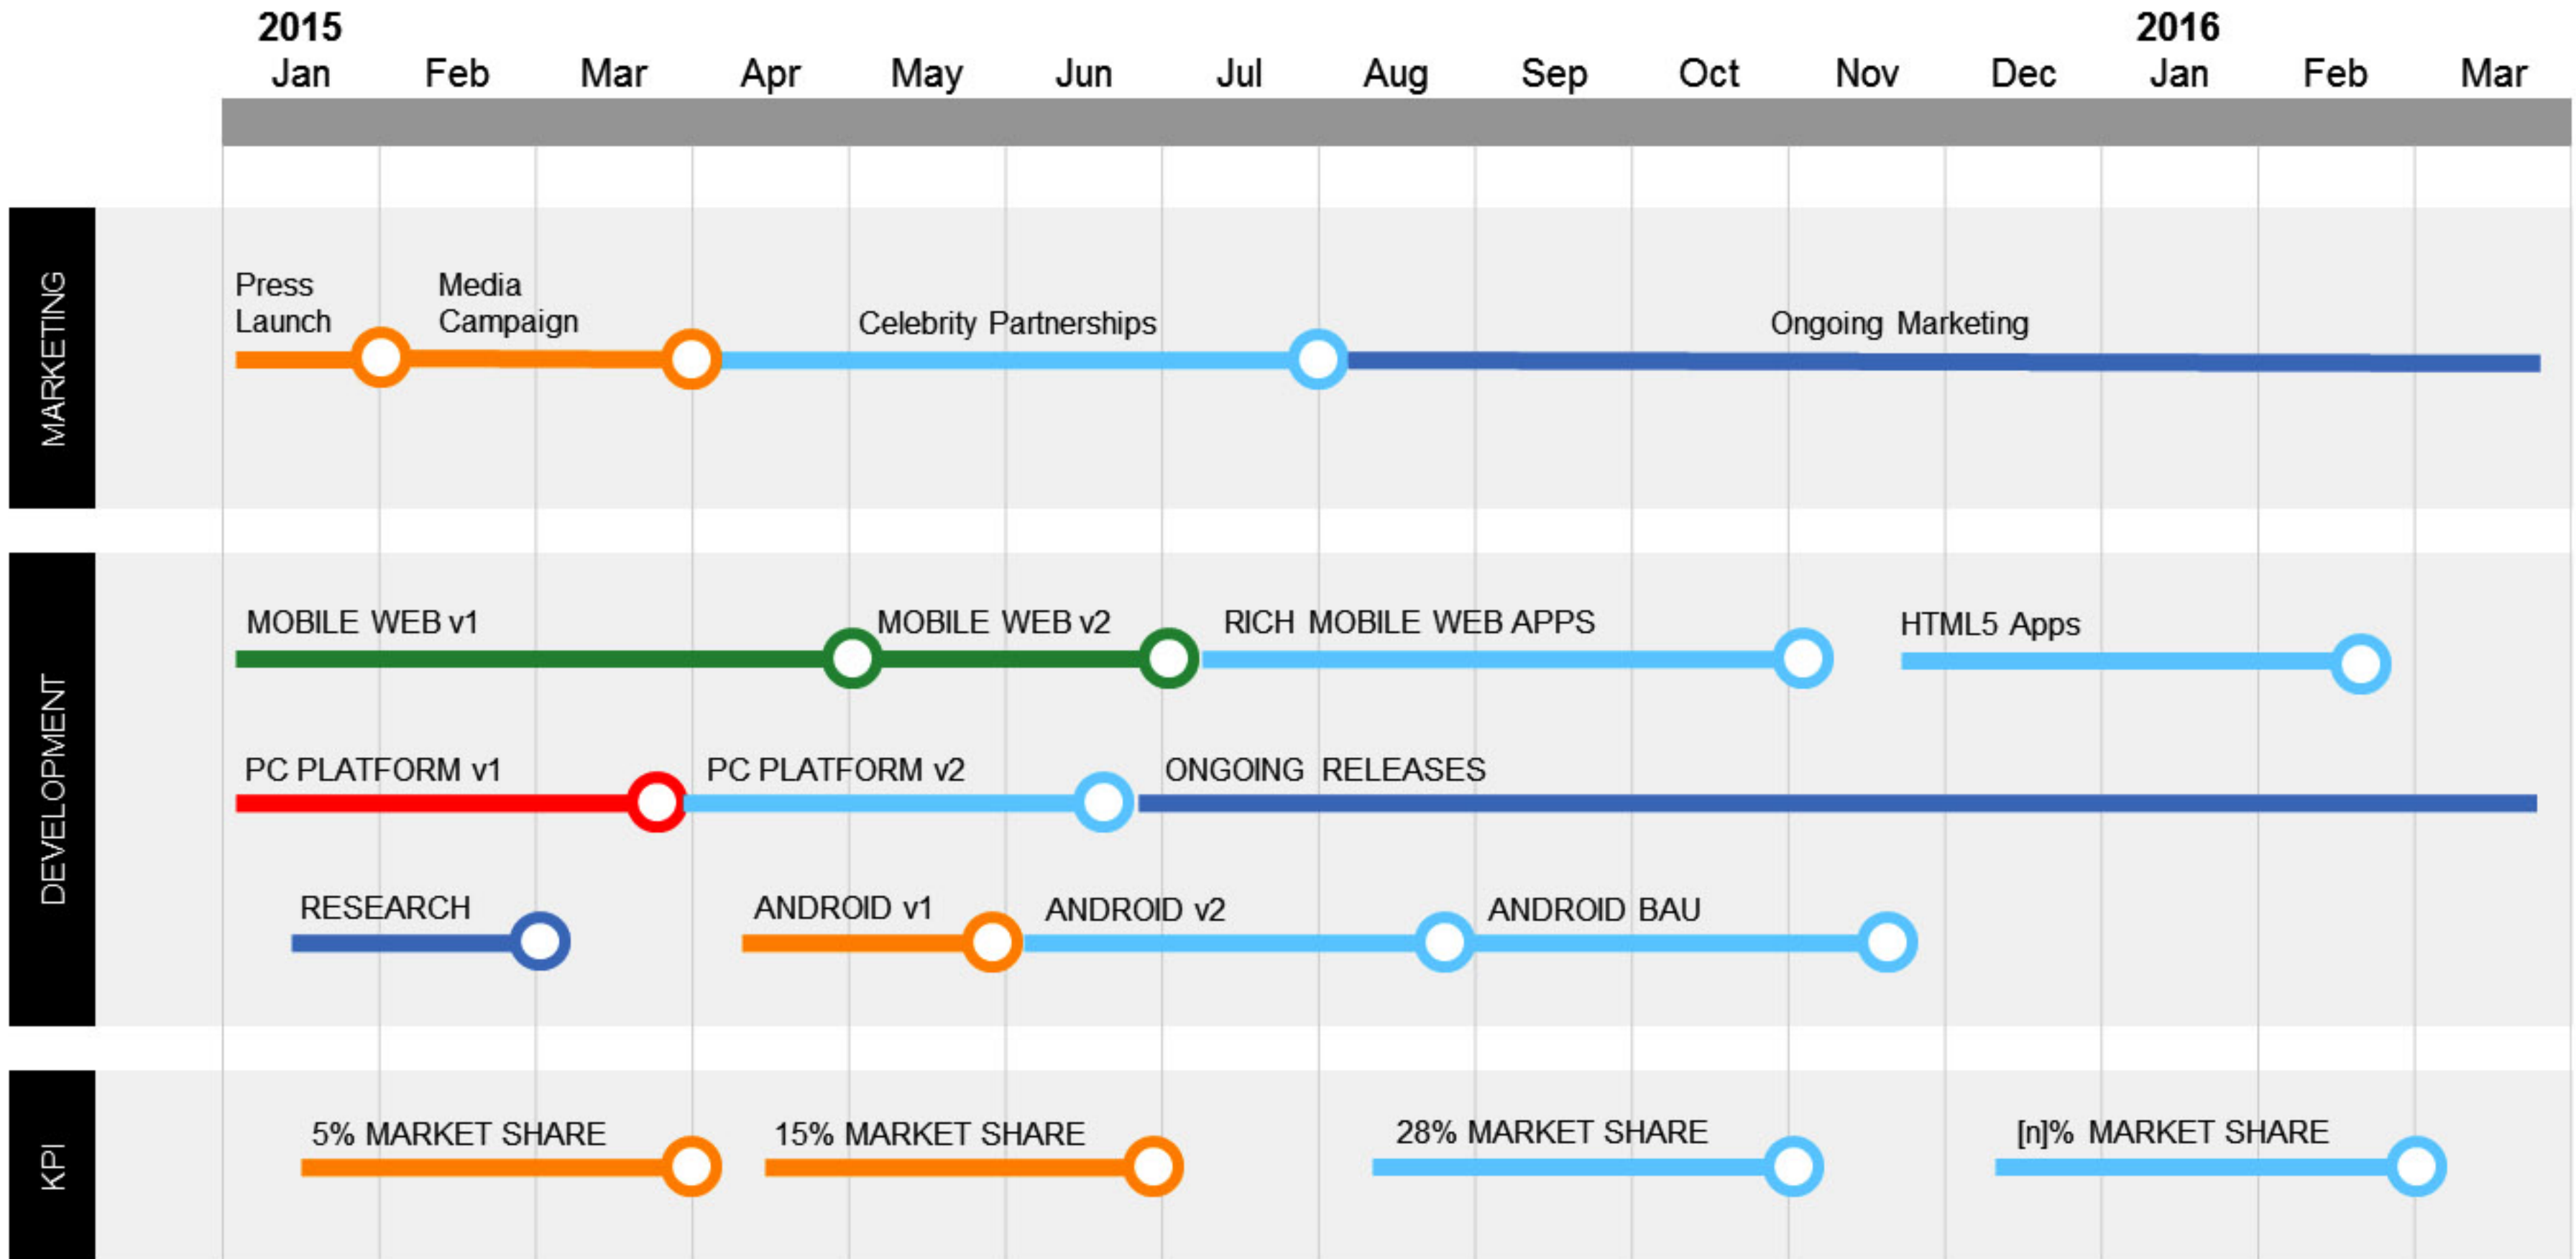 2015
2016
Jan Feb Mar Apr May Jun Jul Aug Sep Oct Nov Dec Jan Feb Mar
MARKETING
Press
Launch
Media
Campaign
Celebrity Partnerships
Ongoing Marketing
DEVELOPMENT
MOBILE WEB v1
MOBILE WEB v2
RICH MOBILE WEB APPS
HTML5 Apps
PC PLATFORM v1
PC PLATFORM v2
ONGOING RELEASES
RESEARCH
ANDROID v1
ANDROID v2
ANDROID BAU
KPI
5% MARKET SHARE
15% MARKET SHARE
28% MARKET SHARE
[n]% MARKET SHARE